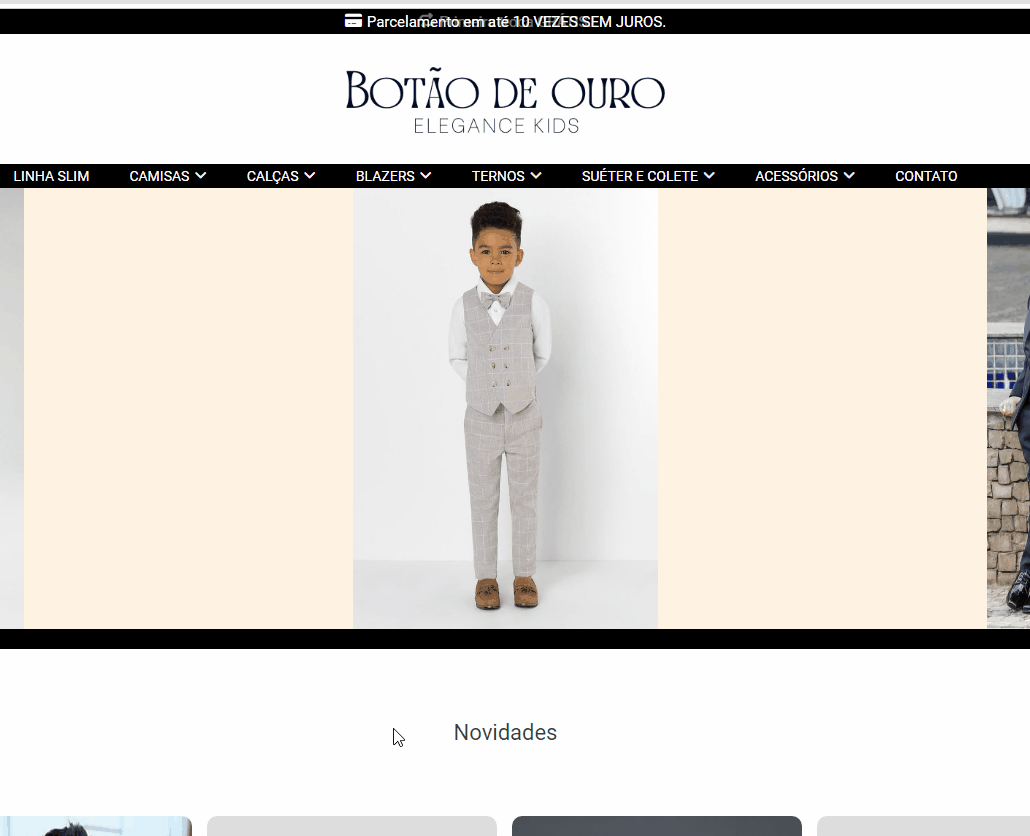 Parcelamento em até 10 VEZES SEM JUROS.
BOTÃO DE OURO
ELEGANCE KIDS
LINHA SLIM CAMISAS CALÇAS BLAZERS TERNOS SUÉTER E COLETE ACESSÓRIOS CONTATO
Novidades